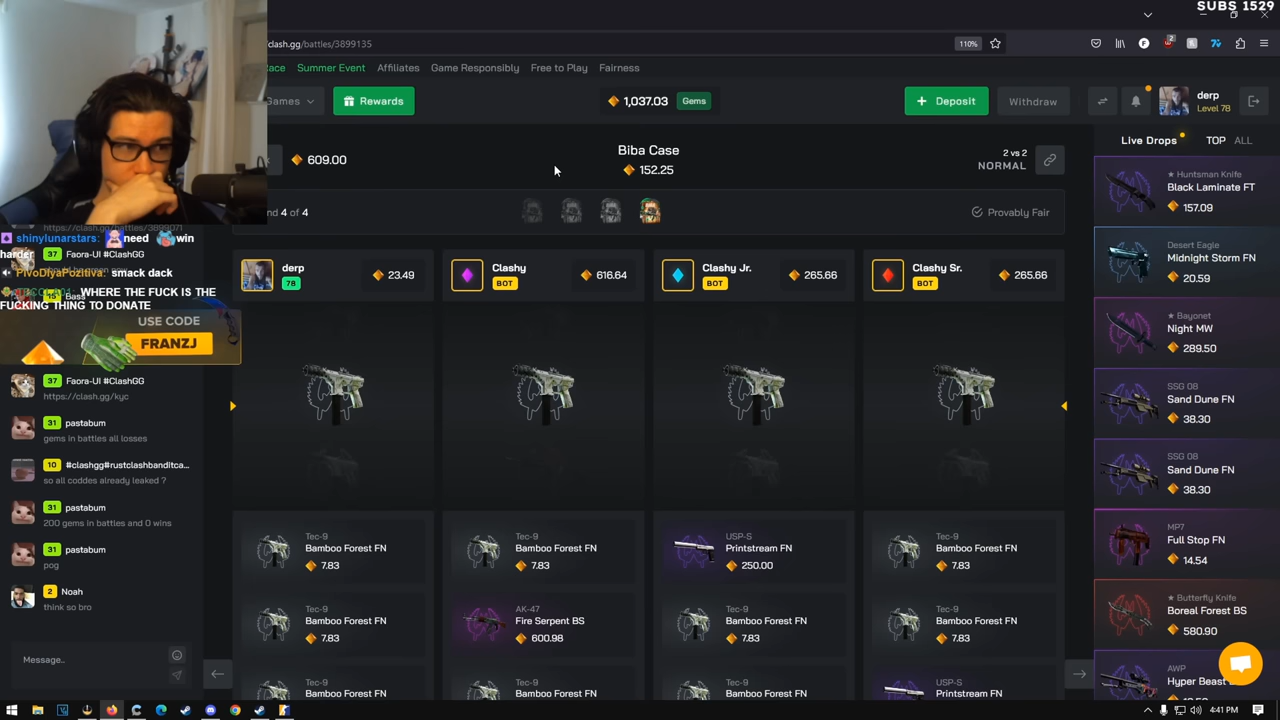 SUBS 1529
clash.gg/battles/3899135
110%
Race
Summer Event
Affiliates
Game Responsibly
Free to Play
Fairness
Games
Rewards
1,037.03
Gems
Deposit
Withdraw
derp
Level 78
609.00
Biba Case
152.25
2 vs 2
NORMAL
Live Drops
TOP
ALL
4 of 4
Provably Fair
https://clash.gg/battles/3899071
shinylunarstars:
need
win
harder
37
Faora-UI #ClashGG
PivoDlyaPozitiva: smack dack
WHERE THE FUCK IS THE
FUCKING THING TO DONATE
USE CODE
FRANZJ
37
Faora-UI #ClashGG
https://clash.gg/kyc
31
pastabum
gems in battles all losses
10
#clashgg#rustclashbanditca...
so all coddes already leaked ?
31
pastabum
200 gems in battles and 0 wins
31
pastabum
pog
2
Noah
think so bro
Message..
derp
78
23.49
Clashy
BOT
616.64
Clashy Jr.
BOT
265.66
Clashy Sr.
BOT
265.66
Tec-9
Bamboo Forest FN
7.83
Tec-9
Bamboo Forest FN
7.83
USP-S
Printstream FN
250.00
Tec-9
Bamboo Forest FN
7.83
Tec-9
Bamboo Forest FN
7.83
AK-47
Fire Serpent BS
600.98
Tec-9
Bamboo Forest FN
7.83
Tec-9
Bamboo Forest FN
7.83
Tec-9
Bamboo Forest FN
Tec-9
Bamboo Forest FN
Tec-9
Bamboo Forest FN
USP-S
Printstream FN
★ Huntsman Knife
Black Laminate FT
157.09
Desert Eagle
Midnight Storm FN
20.59
★ Bayonet
Night MW
289.50
SSG 08
Sand Dune FN
38.30
SSG 08
Sand Dune FN
38.30
MP7
Full Stop FN
14.54
★ Butterfly Knife
Boreal Forest BS
580.90
AWP
Hyper Beast
4:41 PM